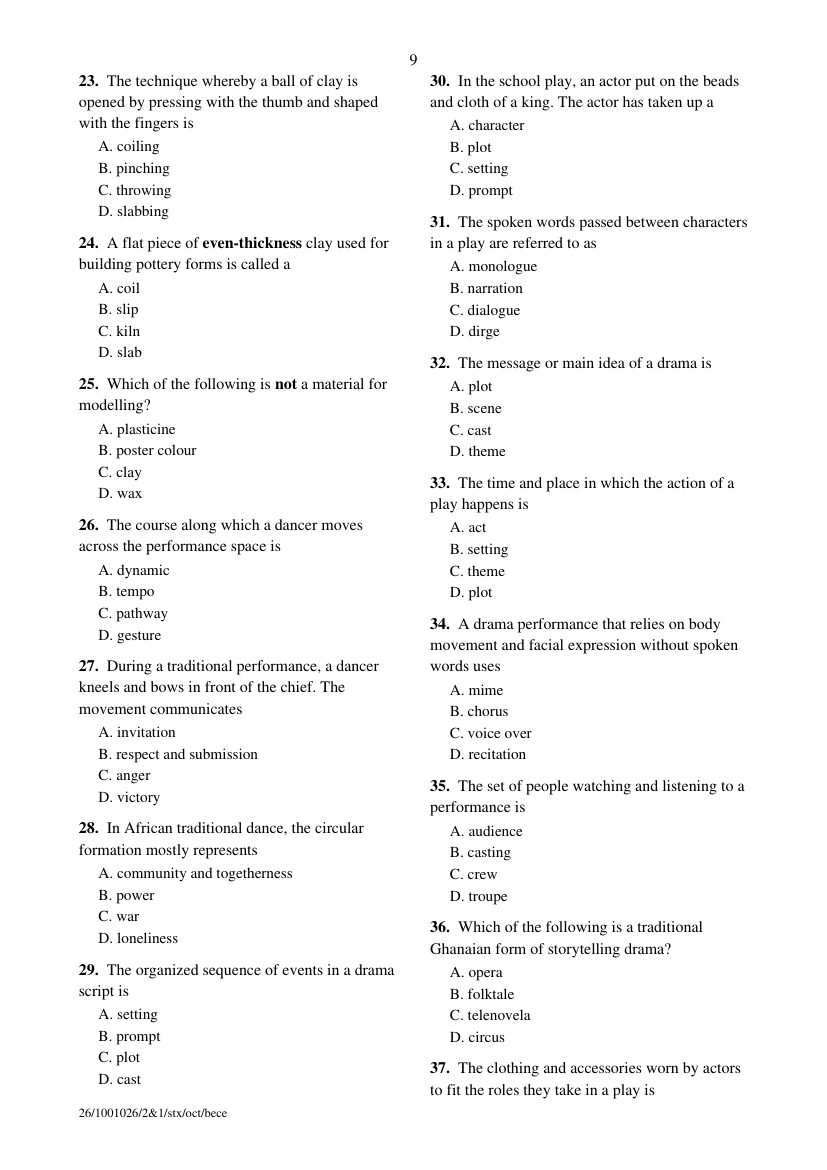 9
23. The technique whereby a ball of clay is
opened by pressing with the thumb and shaped
with the fingers is
A. coiling
B. pinching
C. throwing
D. slabbing
24. A flat piece of even-thickness clay used for
building pottery forms is called a
A. coil
B. slip
C. kiln
D. slab
25. Which of the following is not a material for
modelling?
A. plasticine
B. poster colour
C. clay
D. wax
26. The course along which a dancer moves
across the performance space is
A. dynamic
B. tempo
C. pathway
D. gesture
27. During a traditional performance, a dancer
kneels and bows in front of the chief. The
movement communicates
A. invitation
B. respect and submission
C. anger
D. victory
28. In African traditional dance, the circular
formation mostly represents
A. community and togetherness
B. power
C. war
D. loneliness
29. The organized sequence of events in a drama
script is
A. setting
B. prompt
C. plot
D. cast
30. In the school play, an actor put on the beads
and cloth of a king. The actor has taken up a
A. character
B. plot
C. setting
D. prompt
31. The spoken words passed between characters
in a play are referred to as
A. monologue
B. narration
C. dialogue
D. dirge
32. The message or main idea of a drama is
A. plot
B. scene
C. cast
D. theme
33. The time and place in which the action of a
play happens is
A. act
B. setting
C. theme
D. plot
34. A drama performance that relies on body
movement and facial expression without spoken
words uses
A. mime
B. chorus
C. voice over
D. recitation
35. The set of people watching and listening to a
performance is
A. audience
B. casting
C. crew
D. troupe
36. Which of the following is a traditional
Ghanaian form of storytelling drama?
A. opera
B. folktale
C. telenovela
D. circus
37. The clothing and accessories worn by actors
to fit the roles they take in a play is
26/1001026/2&1/stx/oct/bece